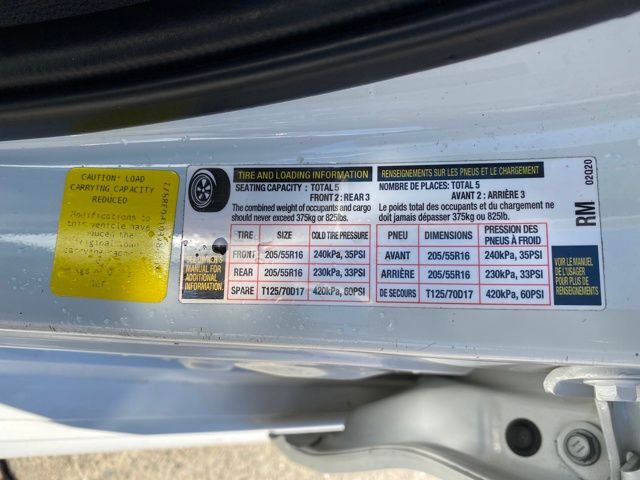 CAUTION! LOAD
CARRYING CAPACITY
REDUCED
Modifications to
this vehicle have
reduced the
original load
carrying capacity
TIRE AND LOADING INFORMATION
SEATING CAPACITY : TOTAL 5
FRONT 2 : REAR 3
The combined weight of occupants and cargo
should never exceed 375kg or 825lb.
TIRE SIZE COLD TIRE PRESSURE
FRONT 205/55R16 240kPa, 35PSI
REAR 205/55R16 230kPa, 33PSI
SPARE T125/70D17 420kPa, 60PSI
SEE OWNER'S
MANUAL FOR
ADDITIONAL
INFORMATION.
RENSEIGNEMENTS SUR LES PNEUS ET LE CHARGEMENT
NOMBRE DE PLACES: TOTAL 5
AVANT 2 : ARRIÈRE 3
Le poids total des occupants et du chargement ne
doit jamais dépasser 375kg ou 825lb.
PNEU DIMENSIONS PRESSION DES
PNEUS À FROID
AVANT 205/55R16 240kPa, 35PSI
ARRIÈRE 205/55R16 230kPa, 33PSI
DE SECOURS T125/70D17 420kPa, 60PSI
VOIR LE MANUEL
DE L'USAGER
POUR PLUS DE
RENSEIGNEMENTS
RM
02Q20